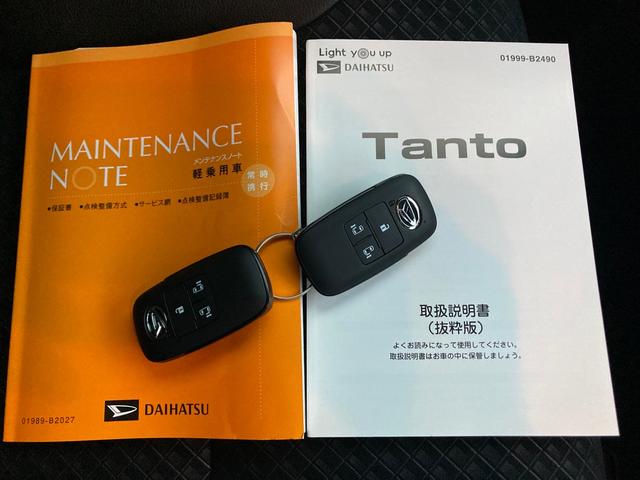 MAINTENANCE
NOTE
メンテナンスノート
軽乗用車
常時
携行
●保証書 ●点検整備方式 ●サービス網 ●点検整備記録簿
01989-B2027
DAIHATSU
Light you up
DAIHATSU
01999-B2490
Tanto
取扱説明書
(抜粋版)
よくお読みになって使用してください。
取扱説明書はお車の中に保管しましょう。